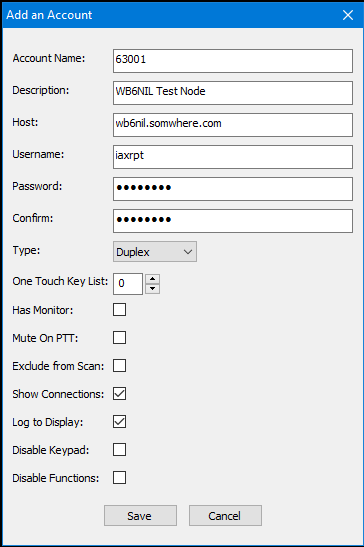 Add an Account
Account Name: 63001
Description: WB6NIL Test Node
Host: wb6nil.somwhere.com
Username: iaxrpt
Password: ●●●●●●●●
Confirm: ●●●●●●●●
Type: Duplex
One Touch Key List: 0
Has Monitor:
Mute On PTT:
Exclude from Scan:
Show Connections:
Log to Display:
Disable Keypad:
Disable Functions:
Save Cancel